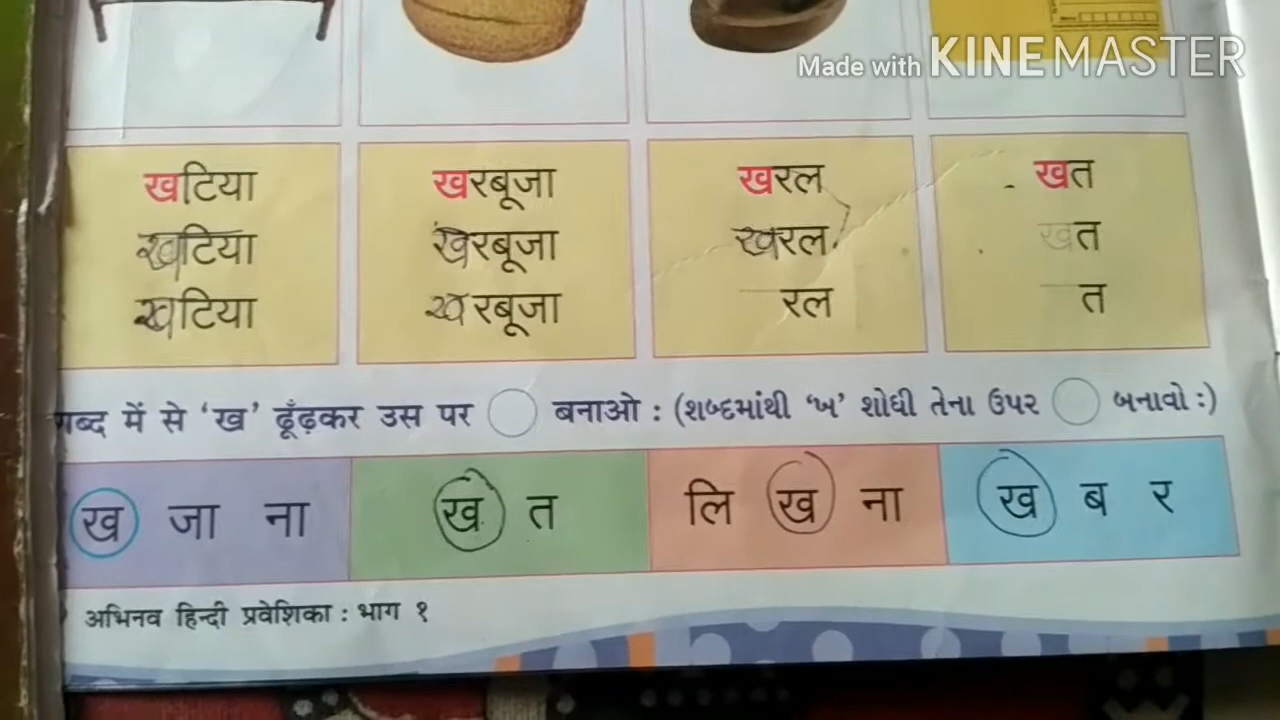 Made with KINEMASTER
खटिया खरबूजा खरल खत
खटिया खरबूजा खरल खत
खटिया खरबूजा रल त
शब्द में से ‘ख’ ढूँढ़कर उस पर बनाओ : (શબ્દમાંથી ‘ખ’ શોધી તેના ઉપર બનાવો :)
ख जा ना खे त लि ख ना ख ब र
अभिनव हिन्दी प्रवेशिका : भाग १